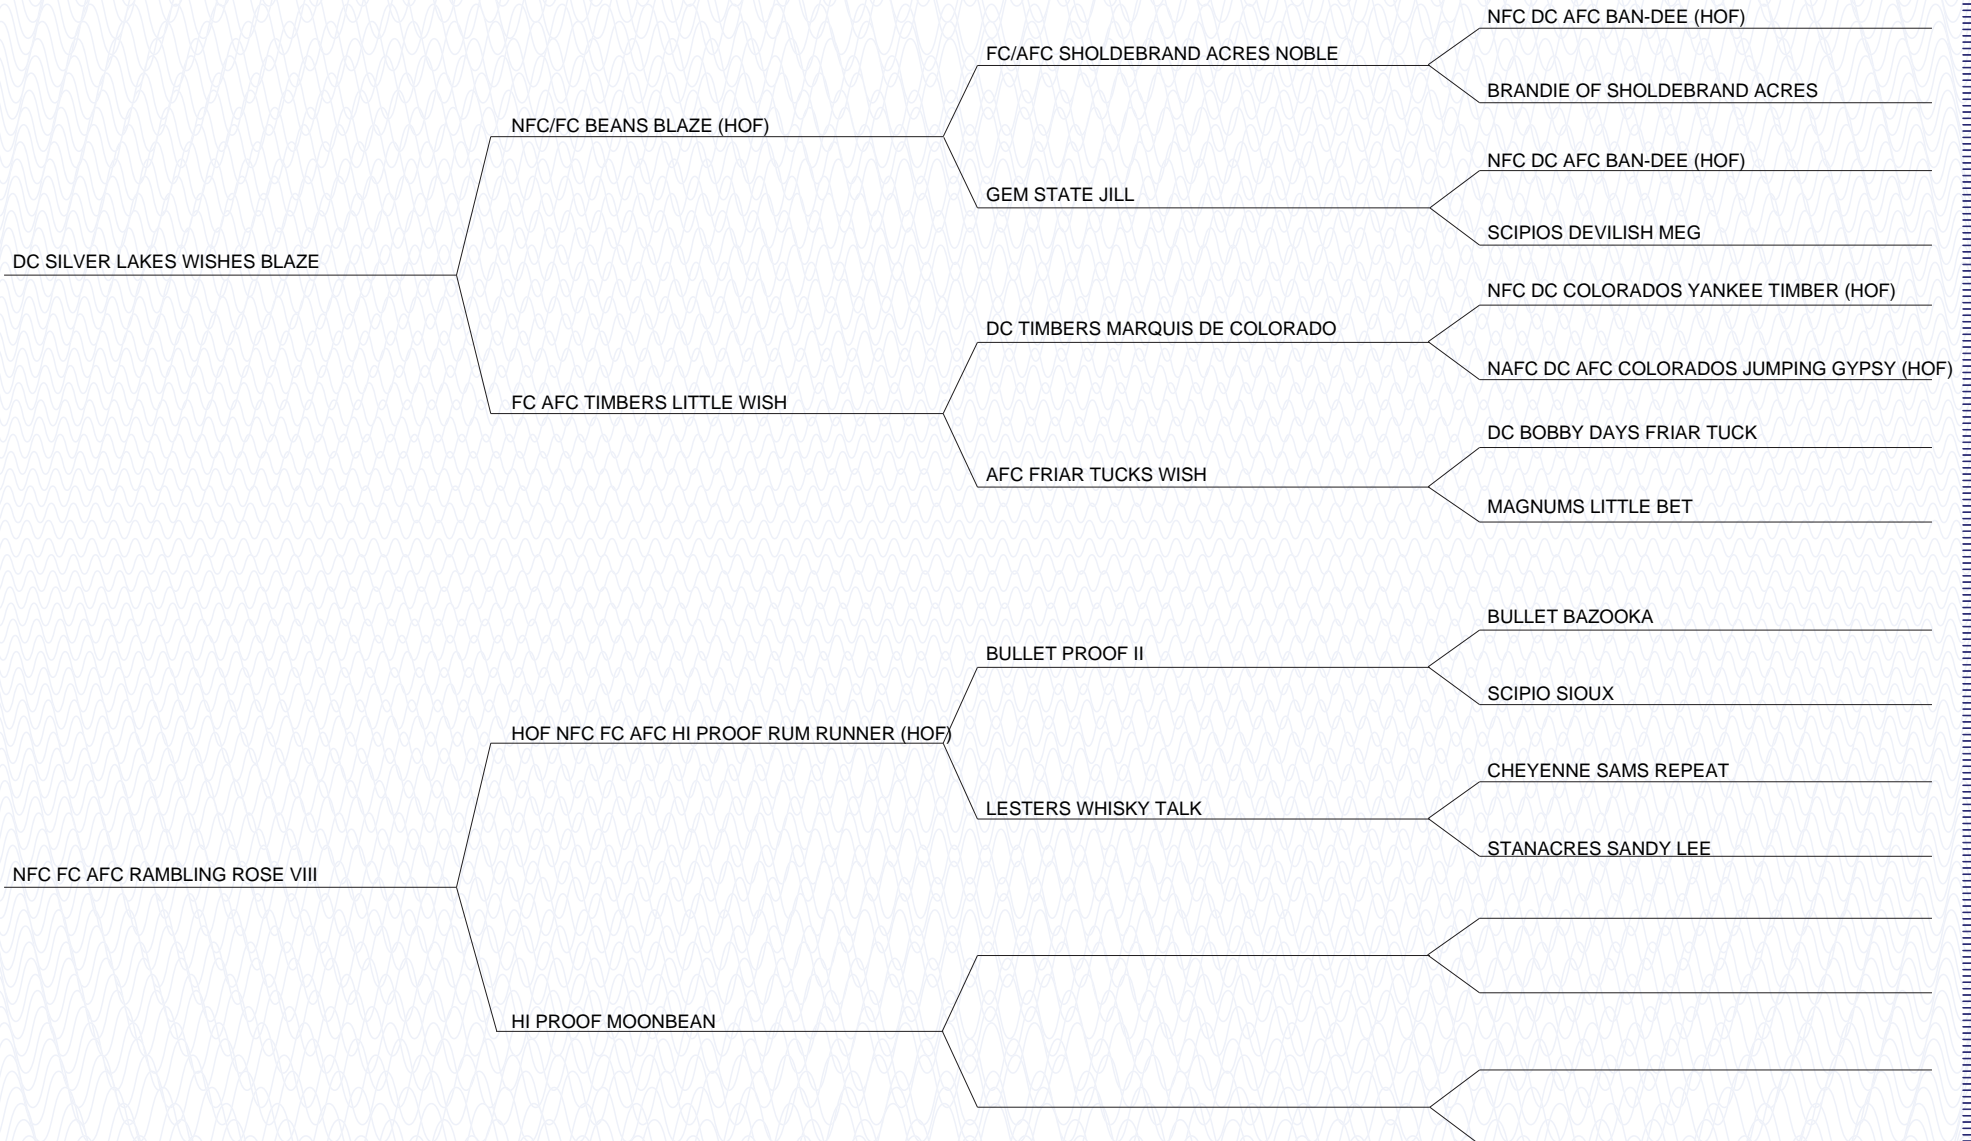 NFC DC AFC BAN-DEE (HOF)
FC/AFC SHOLDEBRAND ACRES NOBLE
BRANDIE OF SHOLDEBRAND ACRES
NFC/FC BEANS BLAZE (HOF)
NFC DC AFC BAN-DEE (HOF)
GEM STATE JILL
SCIPIOS DEVILISH MEG
DC SILVER LAKES WISHES BLAZE
NFC DC COLORADOS YANKEE TIMBER (HOF)
DC TIMBERS MARQUIS DE COLORADO
NAFC DC AFC COLORADOS JUMPING GYPSY (HOF)
FC AFC TIMBERS LITTLE WISH
DC BOBBY DAYS FRIAR TUCK
AFC FRIAR TUCKS WISH
MAGNUMS LITTLE BET
BULLET BAZOOKA
BULLET PROOF II
SCIPIO SIOUX
HOF NFC FC AFC HI PROOF RUM RUNNER (HOF)
CHEYENNE SAMS REPEAT
LESTERS WHISKY TALK
STANACRES SANDY LEE
NFC FC AFC RAMBLING ROSE VIII
HI PROOF MOONBEAN